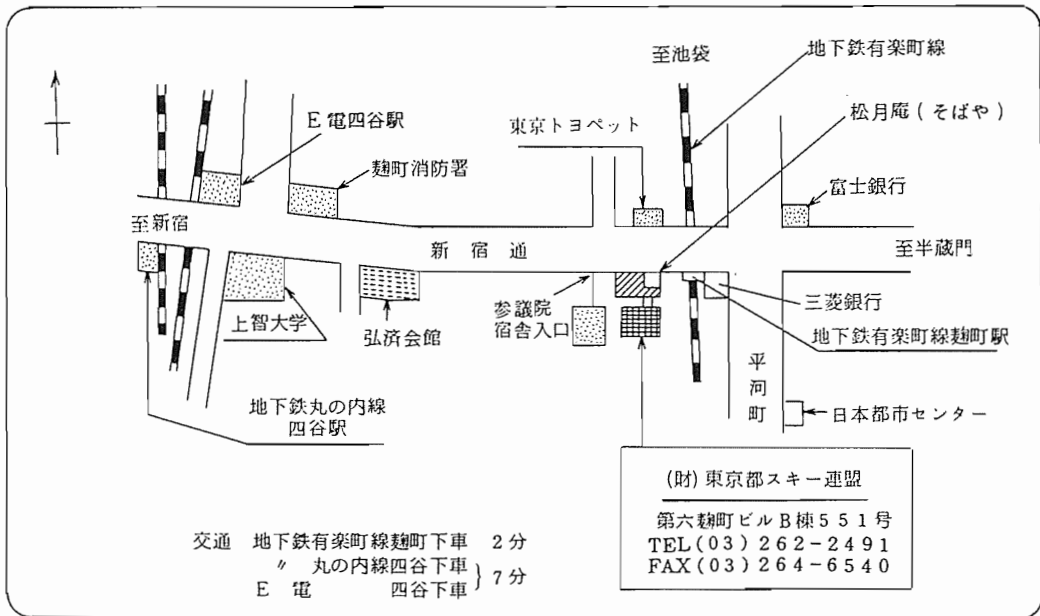 至池袋
地下鉄有楽町線
松月庵(そばや)
E電四谷駅
東京トヨペット
麹町消防署
富士銀行
至新宿
新宿通
至半蔵門
上智大学
弘済会館
参議院
宿舎入口
三菱銀行
地下鉄有楽町線麹町駅
平河町
地下鉄丸の内線
四谷駅
日本都市センター
(財)東京都スキー連盟
第六麹町ビルB棟551号
TEL(03)262-2491
FAX(03)264-6540
交通 地下鉄有楽町線麹町下車 2分
〃 丸の内線四谷下車
E電 四谷下車 } 7分